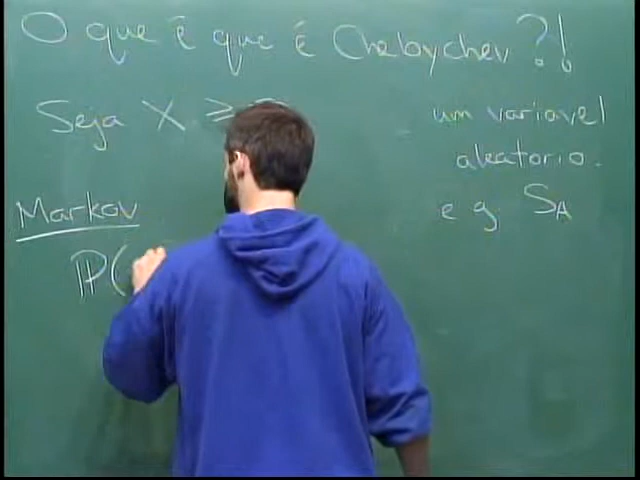 O que é que é Chebychev?!
Seja X ≥
um variavel
aleatorio.
e g S_A
Markov
ℙ(